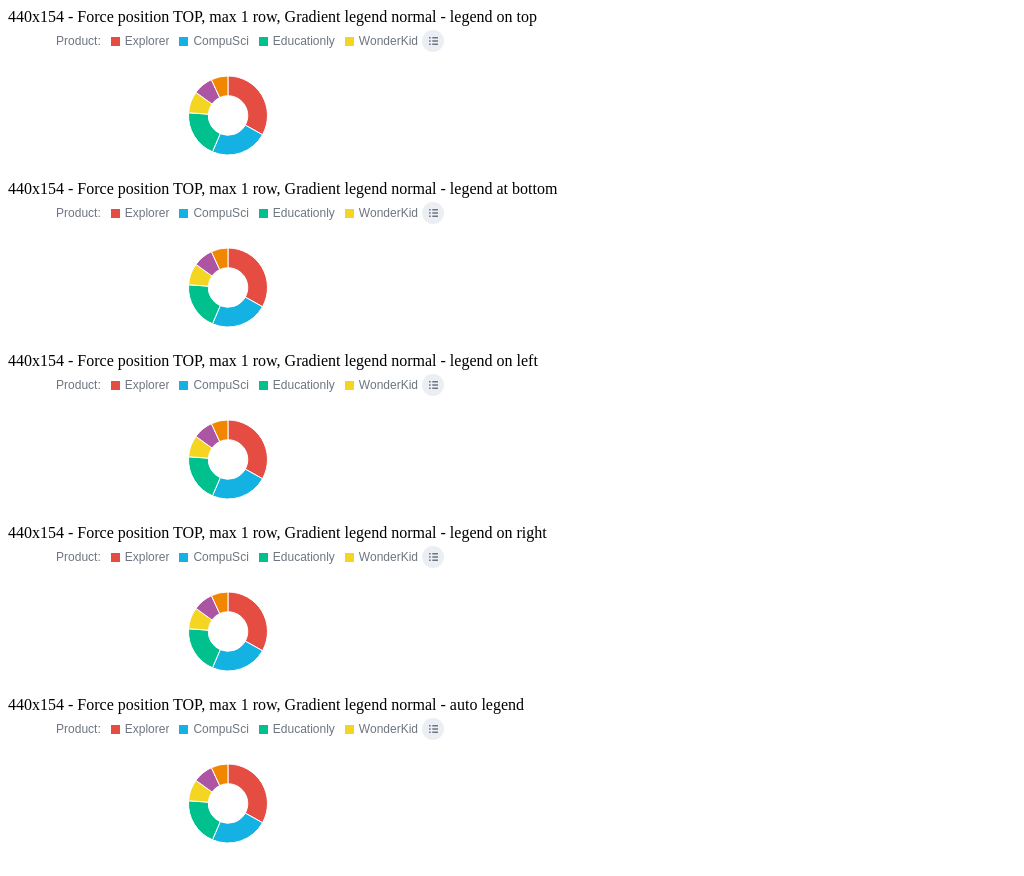 440x154 - Force position TOP, max 1 row, Gradient legend normal - legend on top
Product: Explorer CompuSci Educationly WonderKid
440x154 - Force position TOP, max 1 row, Gradient legend normal - legend at bottom
Product: Explorer CompuSci Educationly WonderKid
440x154 - Force position TOP, max 1 row, Gradient legend normal - legend on left
Product: Explorer CompuSci Educationly WonderKid
440x154 - Force position TOP, max 1 row, Gradient legend normal - legend on right
Product: Explorer CompuSci Educationly WonderKid
440x154 - Force position TOP, max 1 row, Gradient legend normal - auto legend
Product: Explorer CompuSci Educationly WonderKid